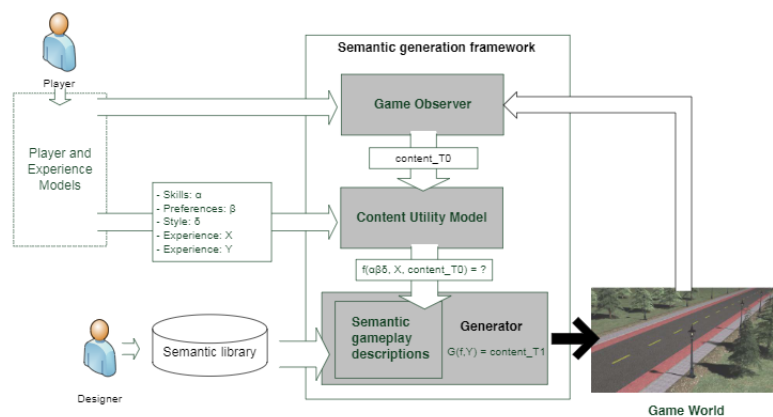 Semantic generation framework
Player
Game Observer
Player and
Experience
Models
content_T0
- Skills: α
- Preferences: β
- Style: δ
- Experience: X
- Experience: Y
Content Utility Model
f(αβδ, X, content_T0) = ?
Semantic
gameplay
descriptions
Generator
G(f,Y) = content_T1
Semantic library
Designer
Game World